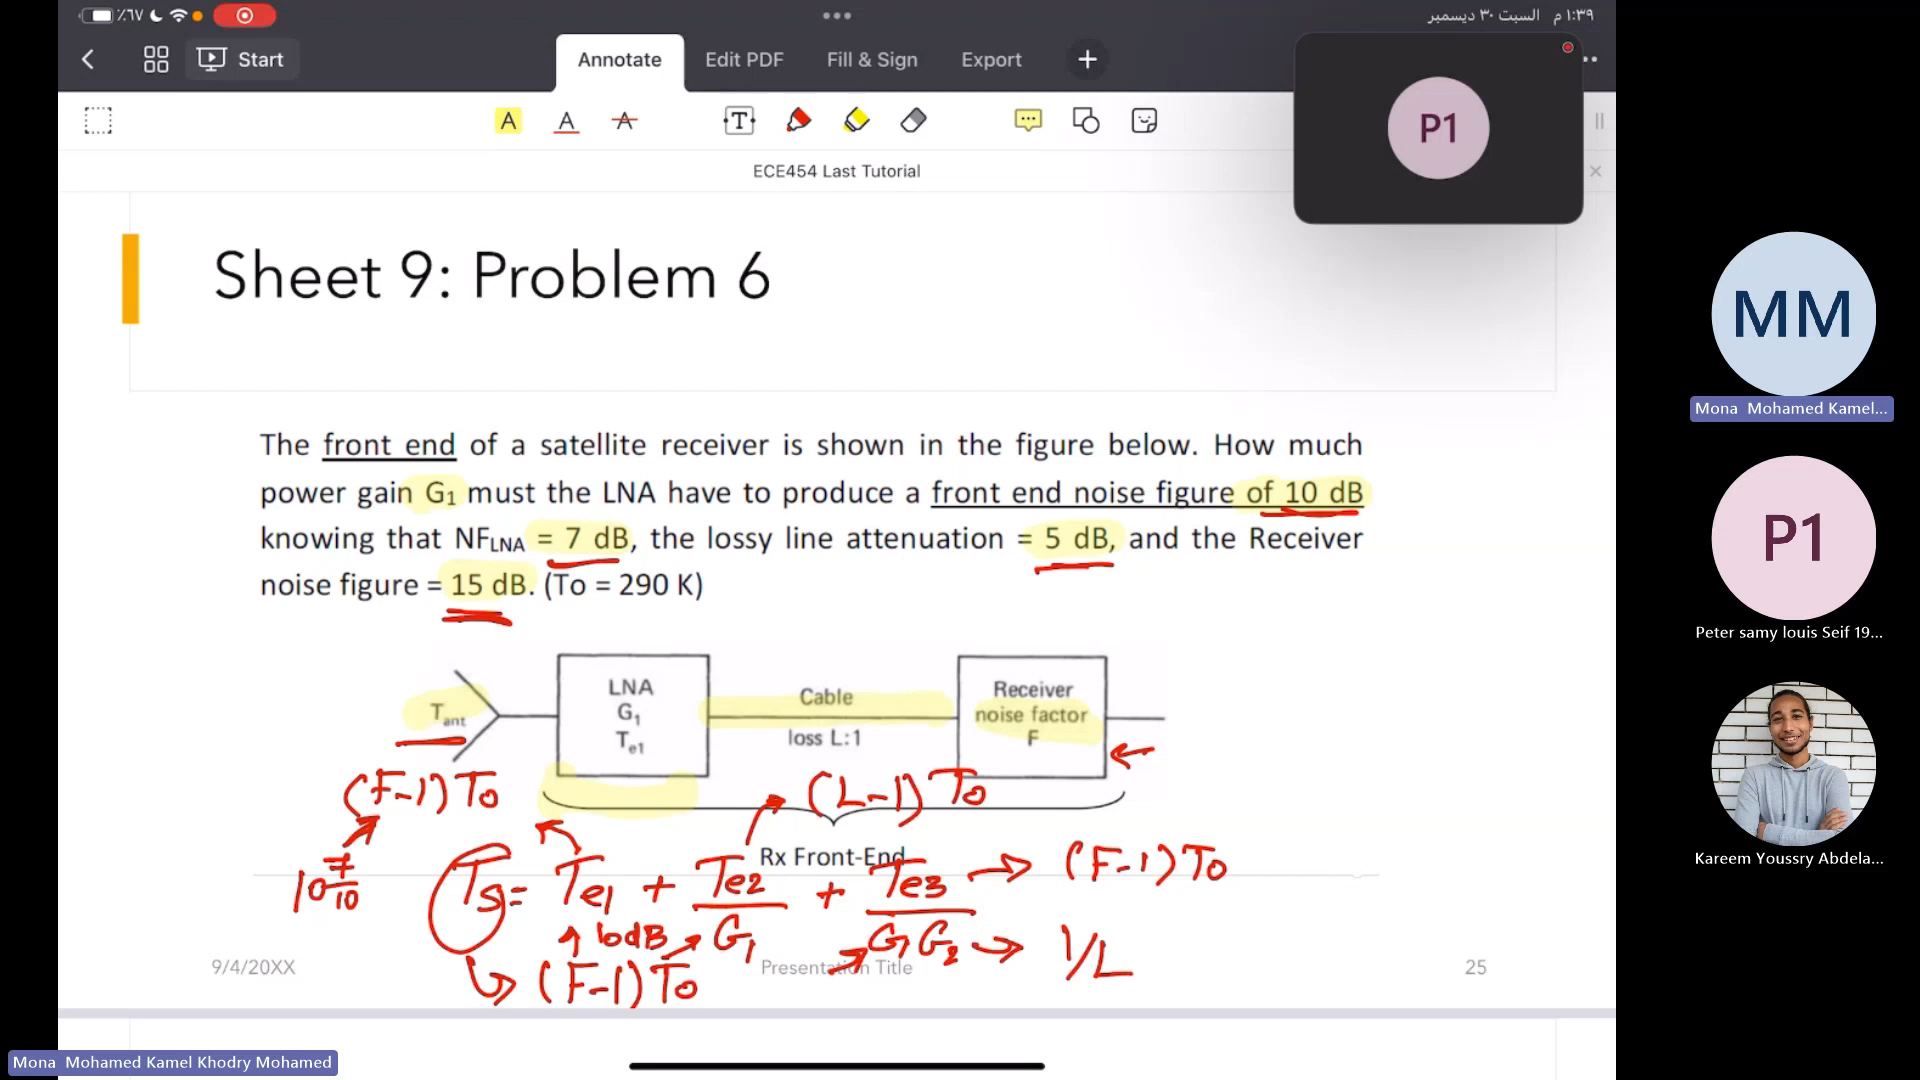 ٪٦٧
السبت ٣٠ ديسمبر ١:٣٩ م
Start
Annotate
Edit PDF
Fill & Sign
Export
A A A T
ECE454 Last Tutorial
P1
Sheet 9: Problem 6
The front end of a satellite receiver is shown in the figure below. How much
power gain G₁ must the LNA have to produce a front end noise figure of 10 dB
knowing that NF_LNA = 7 dB, the lossy line attenuation = 5 dB, and the Receiver
noise figure = 15 dB. (To = 290 K)
T_ant
LNA
G₁
T_e1
Cable
loss L:1
Receiver
noise factor
F
(F-1)To
(L-1)To
Rx Front-End
10^(7/10)
Ts = Te1 + Te2/G1 + Te3/G1G2
(F-1)To
1/L
10dB
(F-1)To
9/4/20XX
Presentation Title
25
MM
Mona Mohamed Kamel...
P1
Peter samy louis Seif 19...
Kareem Youssry Abdela...
Mona Mohamed Kamel Khodry Mohamed